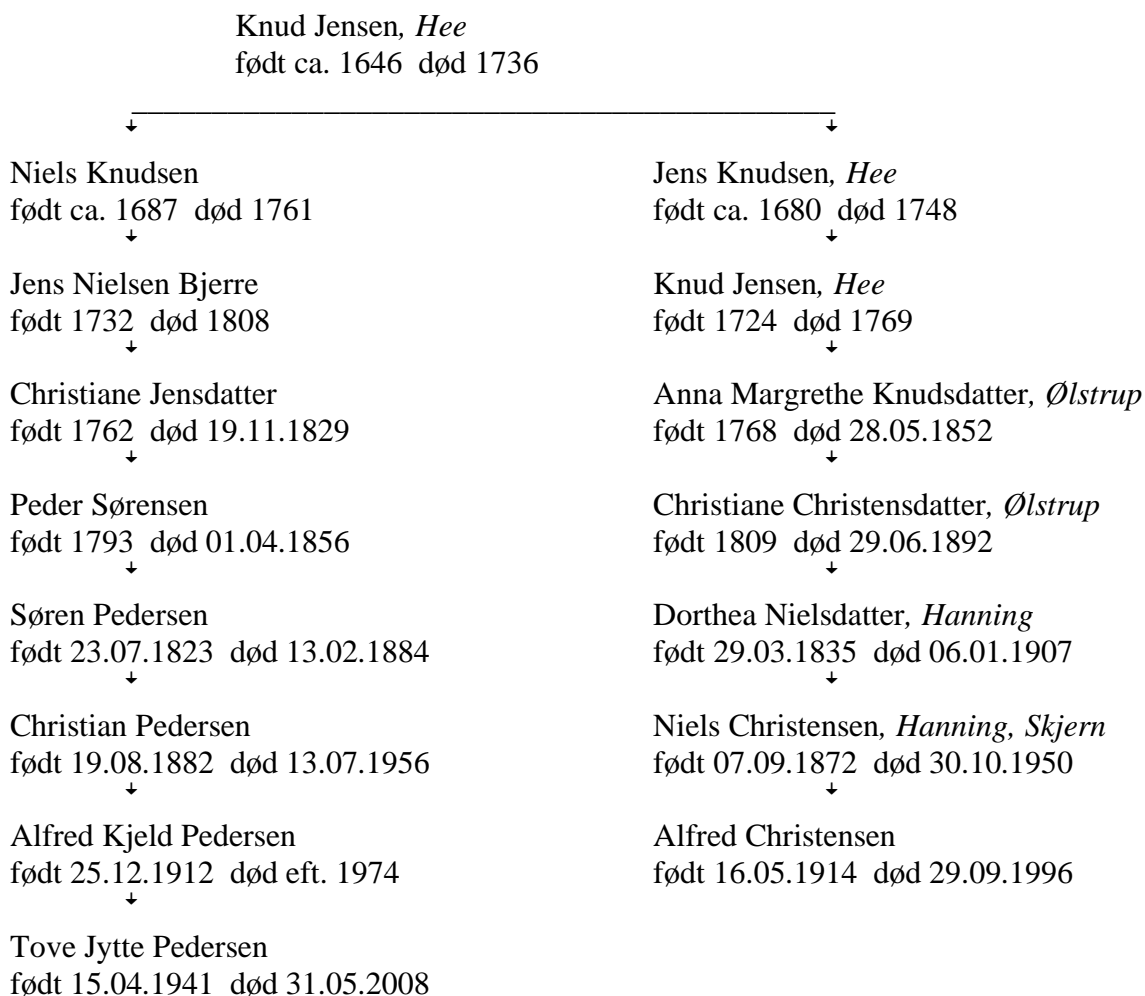 Knud Jensen, Hee
født ca. 1646 død 1736
Niels Knudsen
født ca. 1687 død 1761
Jens Knudsen, Hee
født ca. 1680 død 1748
Jens Nielsen Bjerre
født 1732 død 1808
Knud Jensen, Hee
født 1724 død 1769
Christiane Jensdatter
født 1762 død 19.11.1829
Anna Margrethe Knudsdatter, Ølstrup
født 1768 død 28.05.1852
Peder Sørensen
født 1793 død 01.04.1856
Christiane Christensdatter, Ølstrup
født 1809 død 29.06.1892
Søren Pedersen
født 23.07.1823 død 13.02.1884
Dorthea Nielsdatter, Hanning
født 29.03.1835 død 06.01.1907
Christian Pedersen
født 19.08.1882 død 13.07.1956
Niels Christensen, Hanning, Skjern
født 07.09.1872 død 30.10.1950
Alfred Kjeld Pedersen
født 25.12.1912 død eft. 1974
Alfred Christensen
født 16.05.1914 død 29.09.1996
Tove Jytte Pedersen
født 15.04.1941 død 31.05.2008